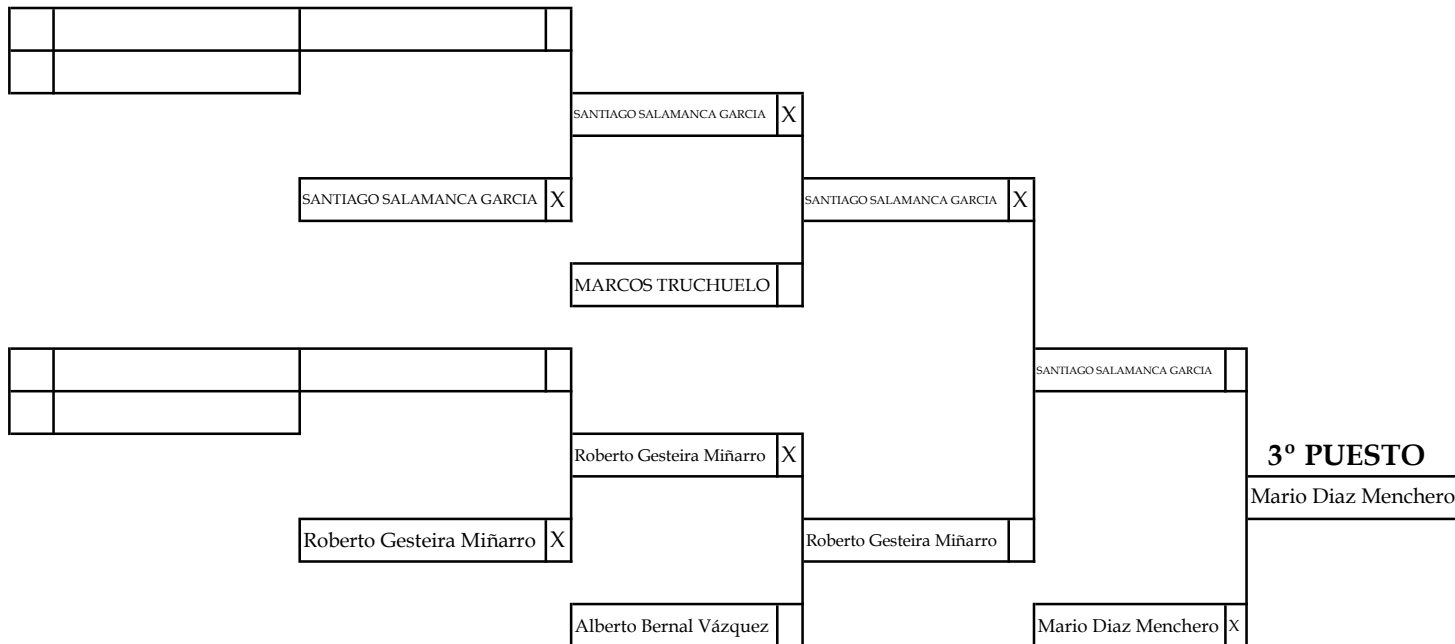 SANTIAGO SALAMANCA GARCIA X
SANTIAGO SALAMANCA GARCIA X
SANTIAGO SALAMANCA GARCIA X
MARCOS TRUCHUELO
SANTIAGO SALAMANCA GARCIA
Roberto Gesteira Miñarro X
3º PUESTO
Mario Diaz Menchero
Roberto Gesteira Miñarro X
Roberto Gesteira Miñarro
Alberto Bernal Vázquez
Mario Diaz Menchero X